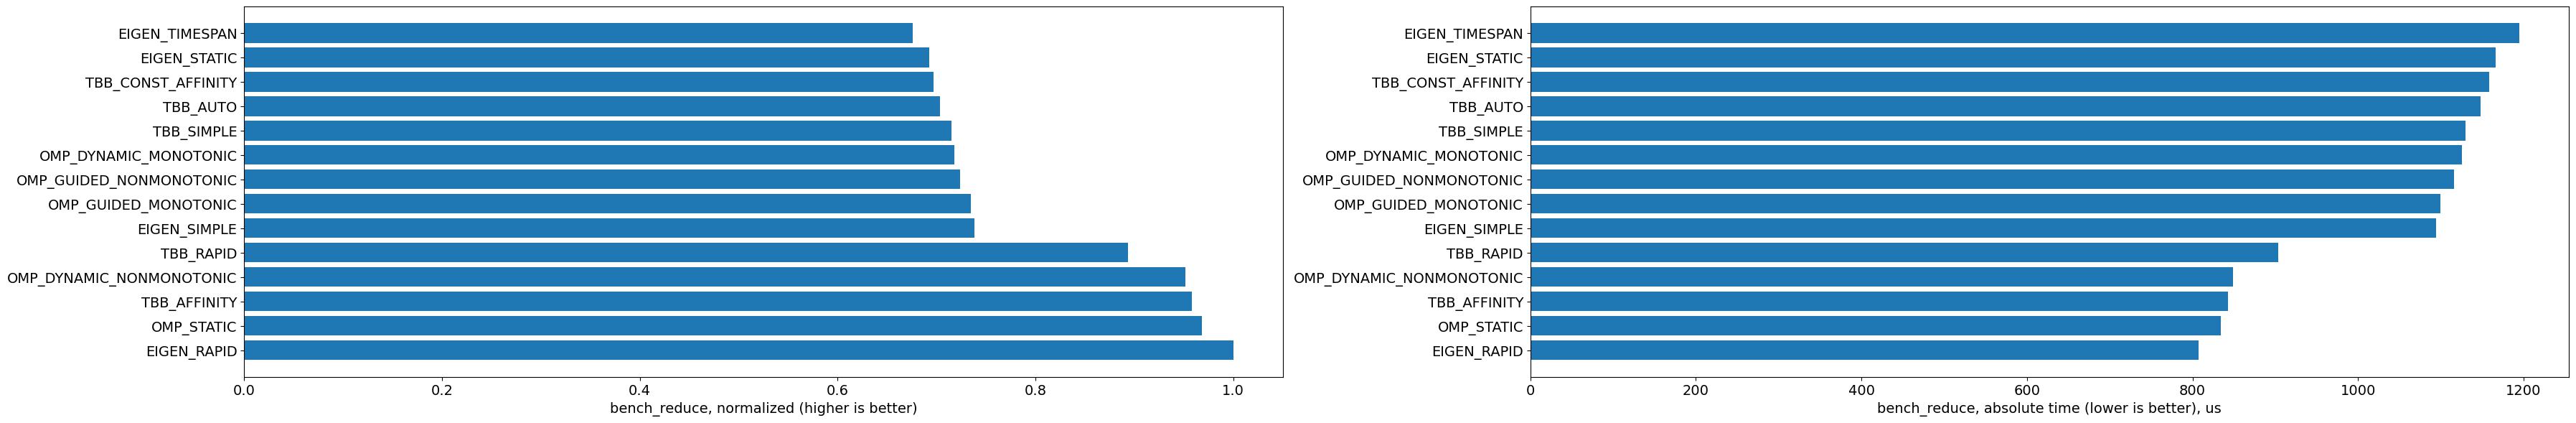 EIGEN_TIMESPAN
EIGEN_STATIC
TBB_CONST_AFFINITY
TBB_AUTO
TBB_SIMPLE
OMP_DYNAMIC_MONOTONIC
OMP_GUIDED_NONMONOTONIC
OMP_GUIDED_MONOTONIC
EIGEN_SIMPLE
TBB_RAPID
OMP_DYNAMIC_NONMONOTONIC
TBB_AFFINITY
OMP_STATIC
EIGEN_RAPID
0.0 0.2 0.4 0.6 0.8 1.0
bench_reduce, normalized (higher is better)
EIGEN_TIMESPAN
EIGEN_STATIC
TBB_CONST_AFFINITY
TBB_AUTO
TBB_SIMPLE
OMP_DYNAMIC_MONOTONIC
OMP_GUIDED_NONMONOTONIC
OMP_GUIDED_MONOTONIC
EIGEN_SIMPLE
TBB_RAPID
OMP_DYNAMIC_NONMONOTONIC
TBB_AFFINITY
OMP_STATIC
EIGEN_RAPID
0 200 400 600 800 1000 1200
bench_reduce, absolute time (lower is better), us